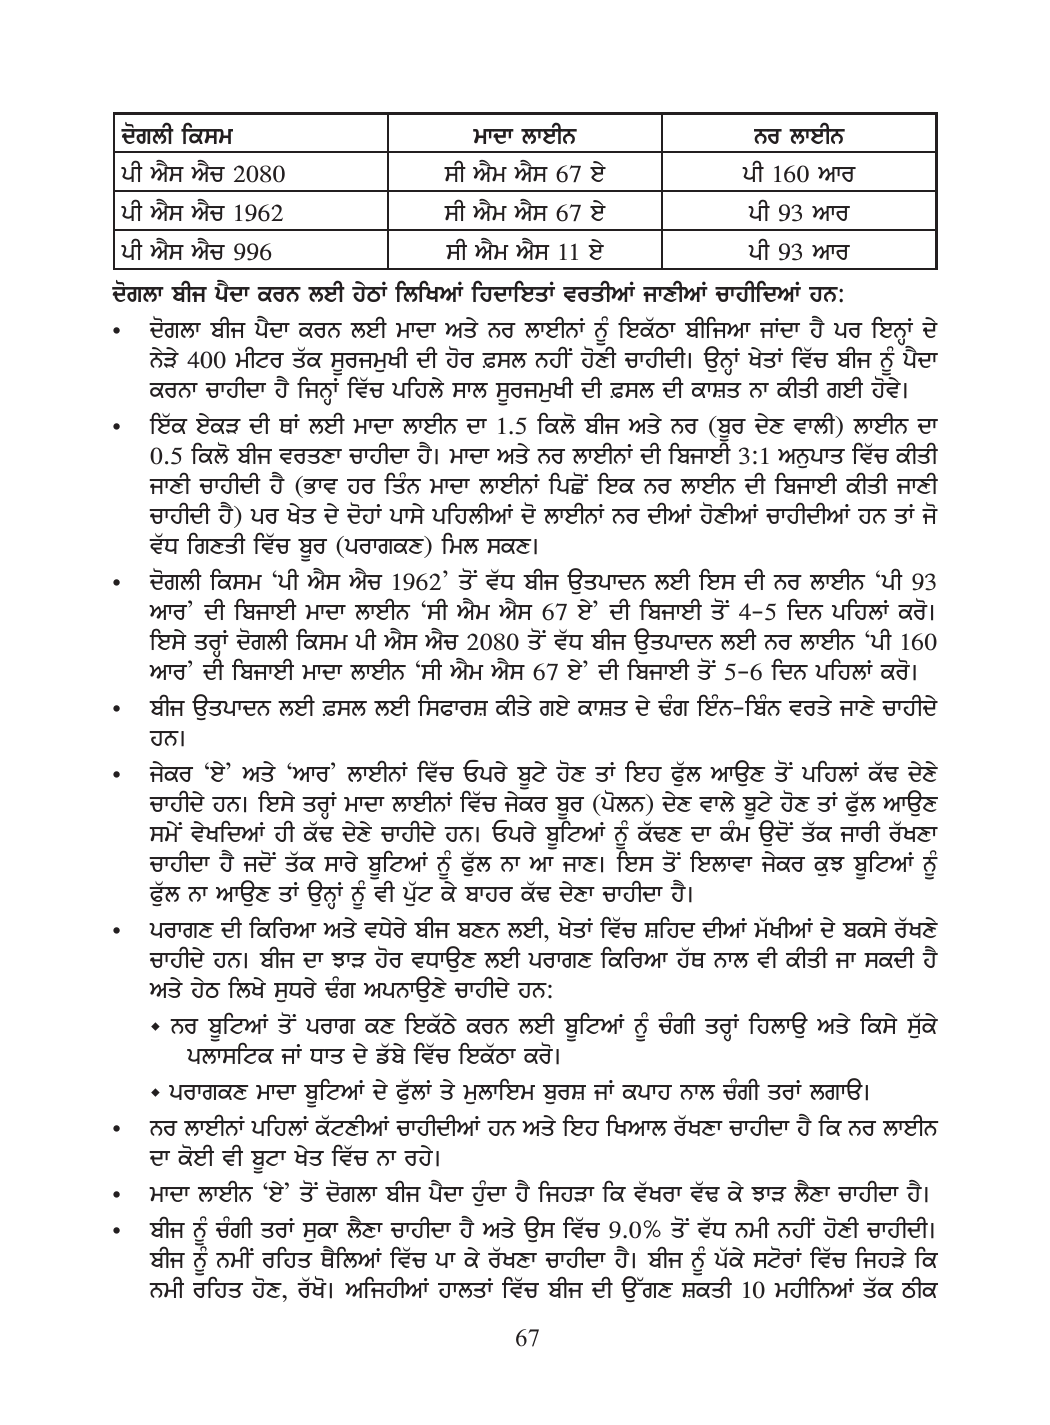 ਦੋਗਲੀ ਕਿਸਮ ਮਾਦਾ ਲਾਈਨ ਨਰ ਲਾਈਨ
ਪੀ ਐਸ ਐਚ 2080 ਸੀ ਐਮ ਐਸ 67 ਏ ਪੀ 160 ਆਰ
ਪੀ ਐਸ ਐਚ 1962 ਸੀ ਐਮ ਐਸ 67 ਏ ਪੀ 93 ਆਰ
ਪੀ ਐਸ ਐਚ 996 ਸੀ ਐਮ ਐਸ 11 ਏ ਪੀ 93 ਆਰ
ਦੋਗਲਾ ਬੀਜ ਪੈਦਾ ਕਰਨ ਲਈ ਹੇਠਾਂ ਲਿਖਿਆਂ ਹਿਦਾਇਤਾਂ ਵਰਤੀਆਂ ਜਾਣੀਆਂ ਚਾਹੀਦਿਆਂ ਹਨ:
• ਦੋਗਲਾ ਬੀਜ ਪੈਦਾ ਕਰਨ ਲਈ ਮਾਦਾ ਅਤੇ ਨਰ ਲਾਈਨਾਂ ਨੂੰ ਇਕੱਠਾ ਬੀਜਿਆ ਜਾਂਦਾ ਹੈ ਪਰ ਇਨ੍ਹਾਂ ਦੇ
ਨੇੜੇ 400 ਮੀਟਰ ਤੱਕ ਸੂਰਜਮੁਖੀ ਦੀ ਹੋਰ ਫ਼ਸਲ ਨਹੀਂ ਹੋਣੀ ਚਾਹੀਦੀ। ਉਨ੍ਹਾਂ ਖੇਤਾਂ ਵਿੱਚ ਬੀਜ ਨੂੰ ਪੈਦਾ
ਕਰਨਾ ਚਾਹੀਦਾ ਹੈ ਜਿਨ੍ਹਾਂ ਵਿੱਚ ਪਹਿਲੇ ਸਾਲ ਸੂਰਜਮੁਖੀ ਦੀ ਫ਼ਸਲ ਦੀ ਕਾਸ਼ਤ ਨਾ ਕੀਤੀ ਗਈ ਹੋਵੇ।
• ਇੱਕ ਏਕੜ ਦੀ ਥਾਂ ਲਈ ਮਾਦਾ ਲਾਈਨ ਦਾ 1.5 ਕਿਲੋ ਬੀਜ ਅਤੇ ਨਰ (ਬੂਰ ਦੇਣ ਵਾਲੀ) ਲਾਈਨ ਦਾ
0.5 ਕਿਲੋ ਬੀਜ ਵਰਤਣਾ ਚਾਹੀਦਾ ਹੈ। ਮਾਦਾ ਅਤੇ ਨਰ ਲਾਈਨਾਂ ਦੀ ਬਿਜਾਈ 3:1 ਅਨੁਪਾਤ ਵਿੱਚ ਕੀਤੀ
ਜਾਣੀ ਚਾਹੀਦੀ ਹੈ (ਭਾਵ ਹਰ ਤਿੰਨ ਮਾਦਾ ਲਾਈਨਾਂ ਪਿਛੋਂ ਇਕ ਨਰ ਲਾਈਨ ਦੀ ਬਿਜਾਈ ਕੀਤੀ ਜਾਣੀ
ਚਾਹੀਦੀ ਹੈ) ਪਰ ਖੇਤ ਦੇ ਦੋਹਾਂ ਪਾਸੇ ਪਹਿਲੀਆਂ ਦੋ ਲਾਈਨਾਂ ਨਰ ਦੀਆਂ ਹੋਣੀਆਂ ਚਾਹੀਦੀਆਂ ਹਨ ਤਾਂ ਜੋ
ਵੱਧ ਗਿਣਤੀ ਵਿੱਚ ਬੂਰ (ਪਰਾਗਕਣ) ਮਿਲ ਸਕਣ।
• ਦੋਗਲੀ ਕਿਸਮ ‘ਪੀ ਐਸ ਐਚ 1962’ ਤੋਂ ਵੱਧ ਬੀਜ ਉਤਪਾਦਨ ਲਈ ਇਸ ਦੀ ਨਰ ਲਾਈਨ ‘ਪੀ 93
ਆਰ’ ਦੀ ਬਿਜਾਈ ਮਾਦਾ ਲਾਈਨ ‘ਸੀ ਐਮ ਐਸ 67 ਏ’ ਦੀ ਬਿਜਾਈ ਤੋਂ 4-5 ਦਿਨ ਪਹਿਲਾਂ ਕਰੋ।
ਇਸੇ ਤਰ੍ਹਾਂ ਦੋਗਲੀ ਕਿਸਮ ਪੀ ਐਸ ਐਚ 2080 ਤੋਂ ਵੱਧ ਬੀਜ ਉਤਪਾਦਨ ਲਈ ਨਰ ਲਾਈਨ ‘ਪੀ 160
ਆਰ’ ਦੀ ਬਿਜਾਈ ਮਾਦਾ ਲਾਈਨ ‘ਸੀ ਐਮ ਐਸ 67 ਏ’ ਦੀ ਬਿਜਾਈ ਤੋਂ 5-6 ਦਿਨ ਪਹਿਲਾਂ ਕਰੋ।
• ਬੀਜ ਉਤਪਾਦਨ ਲਈ ਫ਼ਸਲ ਲਈ ਸਿਫਾਰਸ਼ ਕੀਤੇ ਗਏ ਕਾਸ਼ਤ ਦੇ ਢੰਗ ਇੰਨ-ਬਿੰਨ ਵਰਤੇ ਜਾਣੇ ਚਾਹੀਦੇ
ਹਨ।
• ਜੇਕਰ ‘ਏ’ ਅਤੇ ‘ਆਰ’ ਲਾਈਨਾਂ ਵਿੱਚ ਓਪਰੇ ਬੂਟੇ ਹੋਣ ਤਾਂ ਇਹ ਫੁੱਲ ਆਉਣ ਤੋਂ ਪਹਿਲਾਂ ਕੱਢ ਦੇਣੇ
ਚਾਹੀਦੇ ਹਨ। ਇਸੇ ਤਰ੍ਹਾਂ ਮਾਦਾ ਲਾਈਨਾਂ ਵਿੱਚ ਜੇਕਰ ਬੂਰ (ਪੋਲਨ) ਦੇਣ ਵਾਲੇ ਬੂਟੇ ਹੋਣ ਤਾਂ ਫੁੱਲ ਆਉਣ
ਸਮੇਂ ਵੇਖਦਿਆਂ ਹੀ ਕੱਢ ਦੇਣੇ ਚਾਹੀਦੇ ਹਨ। ਓਪਰੇ ਬੂਟਿਆਂ ਨੂੰ ਕੱਢਣ ਦਾ ਕੰਮ ਉਦੋਂ ਤੱਕ ਜਾਰੀ ਰੱਖਣਾ
ਚਾਹੀਦਾ ਹੈ ਜਦੋਂ ਤੱਕ ਸਾਰੇ ਬੂਟਿਆਂ ਨੂੰ ਫੁੱਲ ਨਾ ਆ ਜਾਣ। ਇਸ ਤੋਂ ਇਲਾਵਾ ਜੇਕਰ ਕੁਝ ਬੂਟਿਆਂ ਨੂੰ
ਫੁੱਲ ਨਾ ਆਉਣ ਤਾਂ ਉਨ੍ਹਾਂ ਨੂੰ ਵੀ ਪੁੱਟ ਕੇ ਬਾਹਰ ਕੱਢ ਦੇਣਾ ਚਾਹੀਦਾ ਹੈ।
• ਪਰਾਗਣ ਦੀ ਕਿਰਿਆ ਅਤੇ ਵਧੇਰੇ ਬੀਜ ਬਣਨ ਲਈ, ਖੇਤਾਂ ਵਿੱਚ ਸ਼ਹਿਦ ਦੀਆਂ ਮੱਖੀਆਂ ਦੇ ਬਕਸੇ ਰੱਖਣੇ
ਚਾਹੀਦੇ ਹਨ। ਬੀਜ ਦਾ ਝਾੜ ਹੋਰ ਵਧਾਉਣ ਲਈ ਪਰਾਗਣ ਕਿਰਿਆ ਹੱਥ ਨਾਲ ਵੀ ਕੀਤੀ ਜਾ ਸਕਦੀ ਹੈ
ਅਤੇ ਹੇਠ ਲਿਖੇ ਸੁਧਰੇ ਢੰਗ ਅਪਨਾਉਣੇ ਚਾਹੀਦੇ ਹਨ:
◆ ਨਰ ਬੂਟਿਆਂ ਤੋਂ ਪਰਾਗ ਕਣ ਇਕੱਠੇ ਕਰਨ ਲਈ ਬੂਟਿਆਂ ਨੂੰ ਚੰਗੀ ਤਰ੍ਹਾਂ ਹਿਲਾਉ ਅਤੇ ਕਿਸੇ ਸੁੱਕੇ
ਪਲਾਸਟਿਕ ਜਾਂ ਧਾਤ ਦੇ ਡੱਬੇ ਵਿੱਚ ਇਕੱਠਾ ਕਰੋ।
◆ ਪਰਾਗਕਣ ਮਾਦਾ ਬੂਟਿਆਂ ਦੇ ਫੁੱਲਾਂ ਤੇ ਮੁਲਾਇਮ ਬੁਰਸ਼ ਜਾਂ ਕਪਾਹ ਨਾਲ ਚੰਗੀ ਤਰਾਂ ਲਗਾੳ।
• ਨਰ ਲਾਈਨਾਂ ਪਹਿਲਾਂ ਕੱਟਣੀਆਂ ਚਾਹੀਦੀਆਂ ਹਨ ਅਤੇ ਇਹ ਖਿਆਲ ਰੱਖਣਾ ਚਾਹੀਦਾ ਹੈ ਕਿ ਨਰ ਲਾਈਨ
ਦਾ ਕੋਈ ਵੀ ਬੂਟਾ ਖੇਤ ਵਿੱਚ ਨਾ ਰਹੇ।
• ਮਾਦਾ ਲਾਈਨ ‘ਏ’ ਤੋਂ ਦੋਗਲਾ ਬੀਜ ਪੈਦਾ ਹੁੰਦਾ ਹੈ ਜਿਹੜਾ ਕਿ ਵੱਖਰਾ ਵੱਢ ਕੇ ਝਾੜ ਲੈਣਾ ਚਾਹੀਦਾ ਹੈ।
• ਬੀਜ ਨੂੰ ਚੰਗੀ ਤਰਾਂ ਸੁਕਾ ਲੈਣਾ ਚਾਹੀਦਾ ਹੈ ਅਤੇ ਉਸ ਵਿੱਚ 9.0% ਤੋਂ ਵੱਧ ਨਮੀ ਨਹੀਂ ਹੋਣੀ ਚਾਹੀਦੀ।
ਬੀਜ ਨੂੰ ਨਮੀਂ ਰਹਿਤ ਥੈਲਿਆਂ ਵਿੱਚ ਪਾ ਕੇ ਰੱਖਣਾ ਚਾਹੀਦਾ ਹੈ। ਬੀਜ ਨੂੰ ਪੱਕੇ ਸਟੋਰਾਂ ਵਿੱਚ ਜਿਹੜੇ ਕਿ
ਨਮੀ ਰਹਿਤ ਹੋਣ, ਰੱਖੋ। ਅਜਿਹੀਆਂ ਹਾਲਤਾਂ ਵਿੱਚ ਬੀਜ ਦੀ ਉੱਗਣ ਸ਼ਕਤੀ 10 ਮਹੀਨਿਆਂ ਤੱਕ ਠੀਕ
67